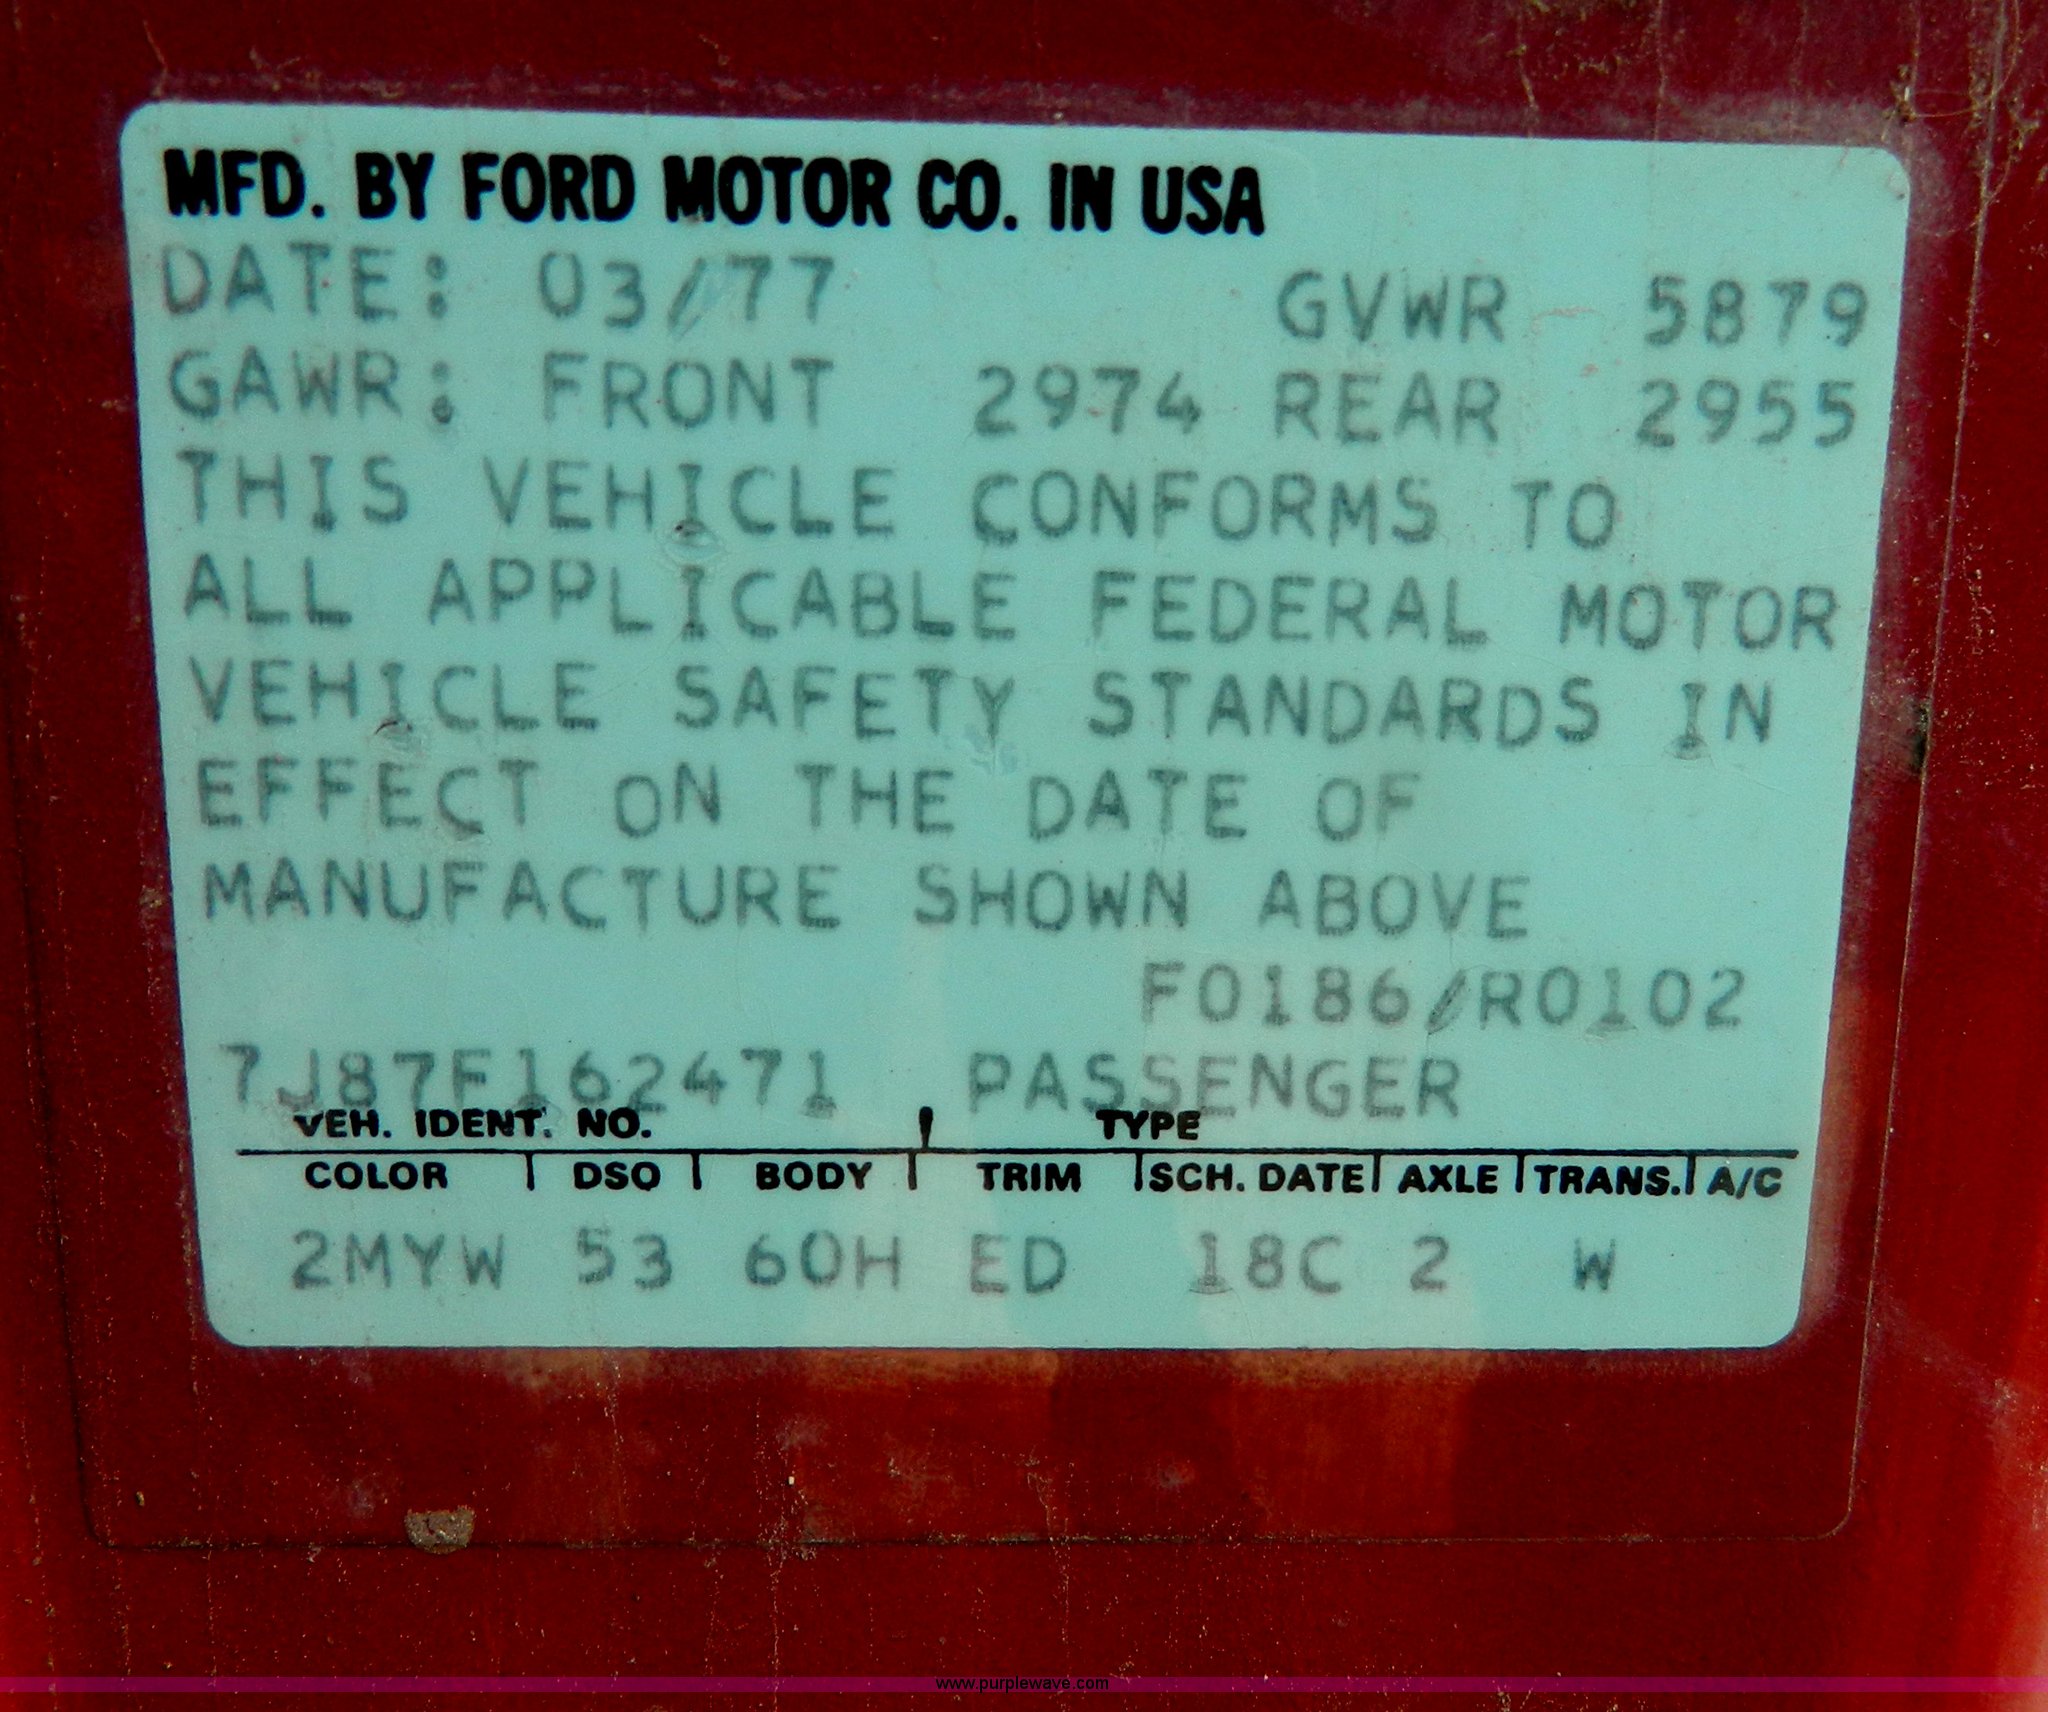 MFD. BY FORD MOTOR CO. IN USA
DATE: 03/77 GVWR 5879
GAWR: FRONT 2974 REAR 2955
THIS VEHICLE CONFORMS TO
ALL APPLICABLE FEDERAL MOTOR
VEHICLE SAFETY STANDARDS IN
EFFECT ON THE DATE OF
MANUFACTURE SHOWN ABOVE
F0186/R0102
7J87F162471 PASSENGER
VEH. IDENT. NO. TYPE
COLOR DSO BODY TRIM SCH. DATE AXLE TRANS. A/C
2MYW 53 60H ED 18C 2 W
www.purplewave.com